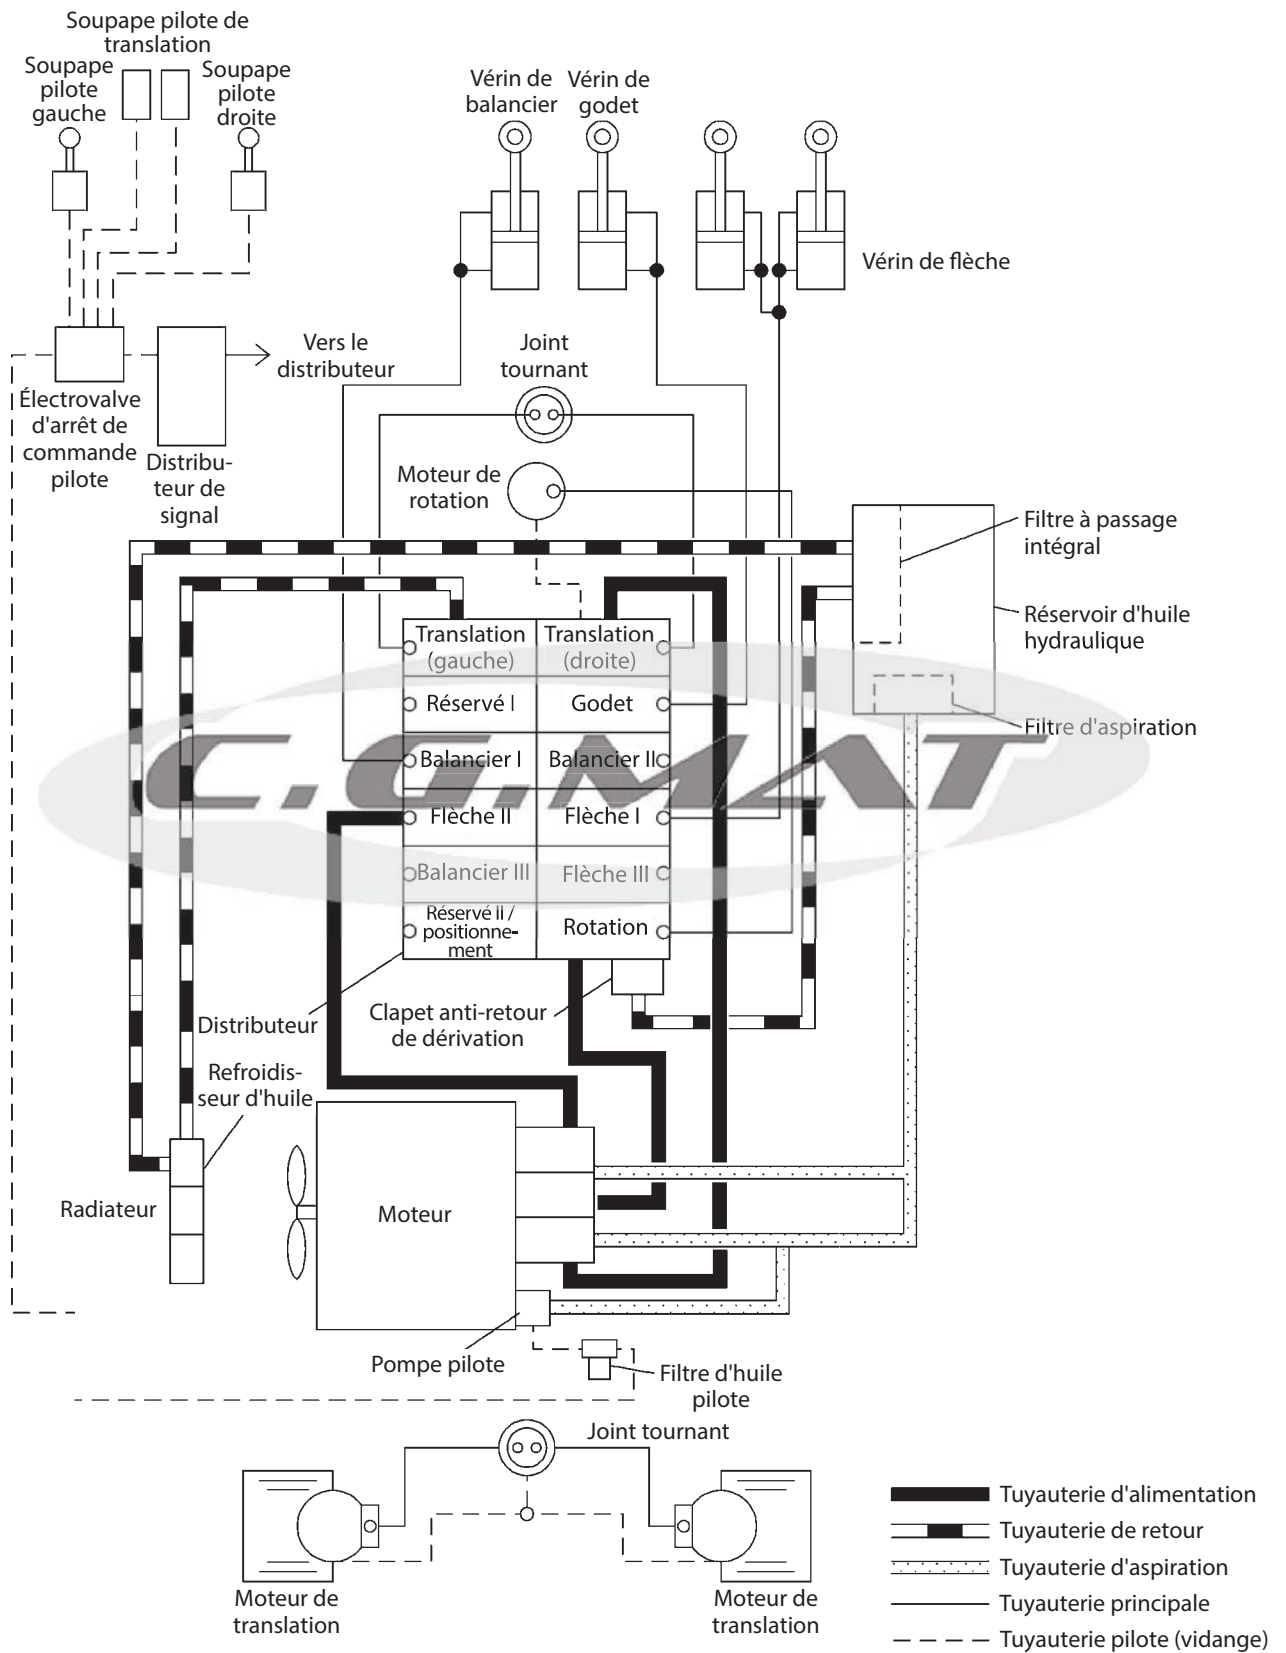 Soupape pilote de
translation
Soupape
pilote
gauche
Soupape
pilote
droite
Vérin de
balancier
Vérin de
godet
Vérin de flèche
Vers le
distributeur
Joint
tournant
Électrovalve
d'arrêt de
commande
pilote
Distribu-
teur de
signal
Moteur de
rotation
Filtre à passage
intégral
Réservoir d'huile
hydraulique
Filtre d'aspiration
Translation
(gauche)
Translation
(droite)
Réservé I
Godet
Balancier I
Balancier II
C.G.MAT
Flèche II
Flèche I
Balancier III
Flèche III
Réservé II /
positionne-
ment
Rotation
Distributeur
Clapet anti-retour
de dérivation
Refroidis-
seur d'huile
Radiateur
Moteur
Pompe pilote
Filtre d'huile
pilote
Joint tournant
Moteur de
translation
Moteur de
translation
Tuyauterie d'alimentation
Tuyauterie de retour
Tuyauterie d'aspiration
Tuyauterie principale
Tuyauterie pilote (vidange)